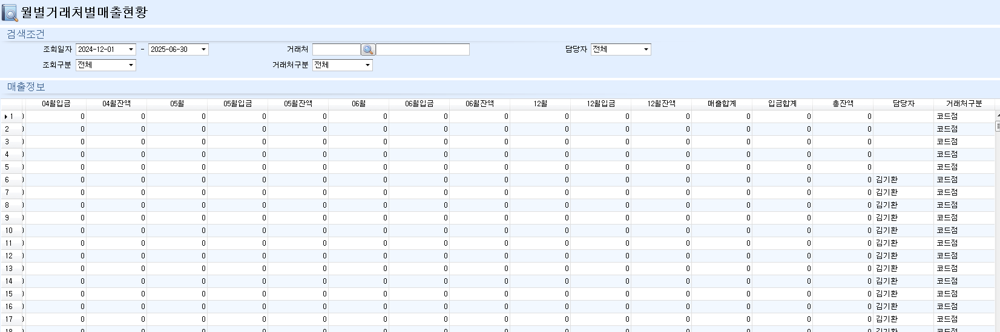 월별거래처별매출현황
검색조건
조회일자 2024-12-01 - 2025-06-30 거래처 담당자 전체
조회구분 전체 거래처구분 전체
매출정보
04월입금 04월잔액 05월 05월입금 05월잔액 06월 06월입금 06월잔액 12월 12월입금 12월잔액 매출합계 입금합계 총잔액 담당자 거래처구분
1 0 0 0 0 0 0 0 0 0 0 0 0 0 0 코드점
2 0 0 0 0 0 0 0 0 0 0 0 0 0 0 코드점
3 0 0 0 0 0 0 0 0 0 0 0 0 0 0 코드점
4 0 0 0 0 0 0 0 0 0 0 0 0 0 0 코드점
5 0 0 0 0 0 0 0 0 0 0 0 0 0 0 코드점
6 0 0 0 0 0 0 0 0 0 0 0 0 0 0 김기환 코드점
7 0 0 0 0 0 0 0 0 0 0 0 0 0 0 김기환 코드점
8 0 0 0 0 0 0 0 0 0 0 0 0 0 0 김기환 코드점
9 0 0 0 0 0 0 0 0 0 0 0 0 0 0 김기환 코드점
10 0 0 0 0 0 0 0 0 0 0 0 0 0 0 김기환 코드점
11 0 0 0 0 0 0 0 0 0 0 0 0 0 0 김기환 코드점
12 0 0 0 0 0 0 0 0 0 0 0 0 0 0 김기환 코드점
13 0 0 0 0 0 0 0 0 0 0 0 0 0 0 김기환 코드점
14 0 0 0 0 0 0 0 0 0 0 0 0 0 0 김기환 코드점
15 0 0 0 0 0 0 0 0 0 0 0 0 0 0 김기환 코드점
16 0 0 0 0 0 0 0 0 0 0 0 0 0 0 김기환 코드점
17 0 0 0 0 0 0 0 0 0 0 0 0 0 0 김기환 코드점